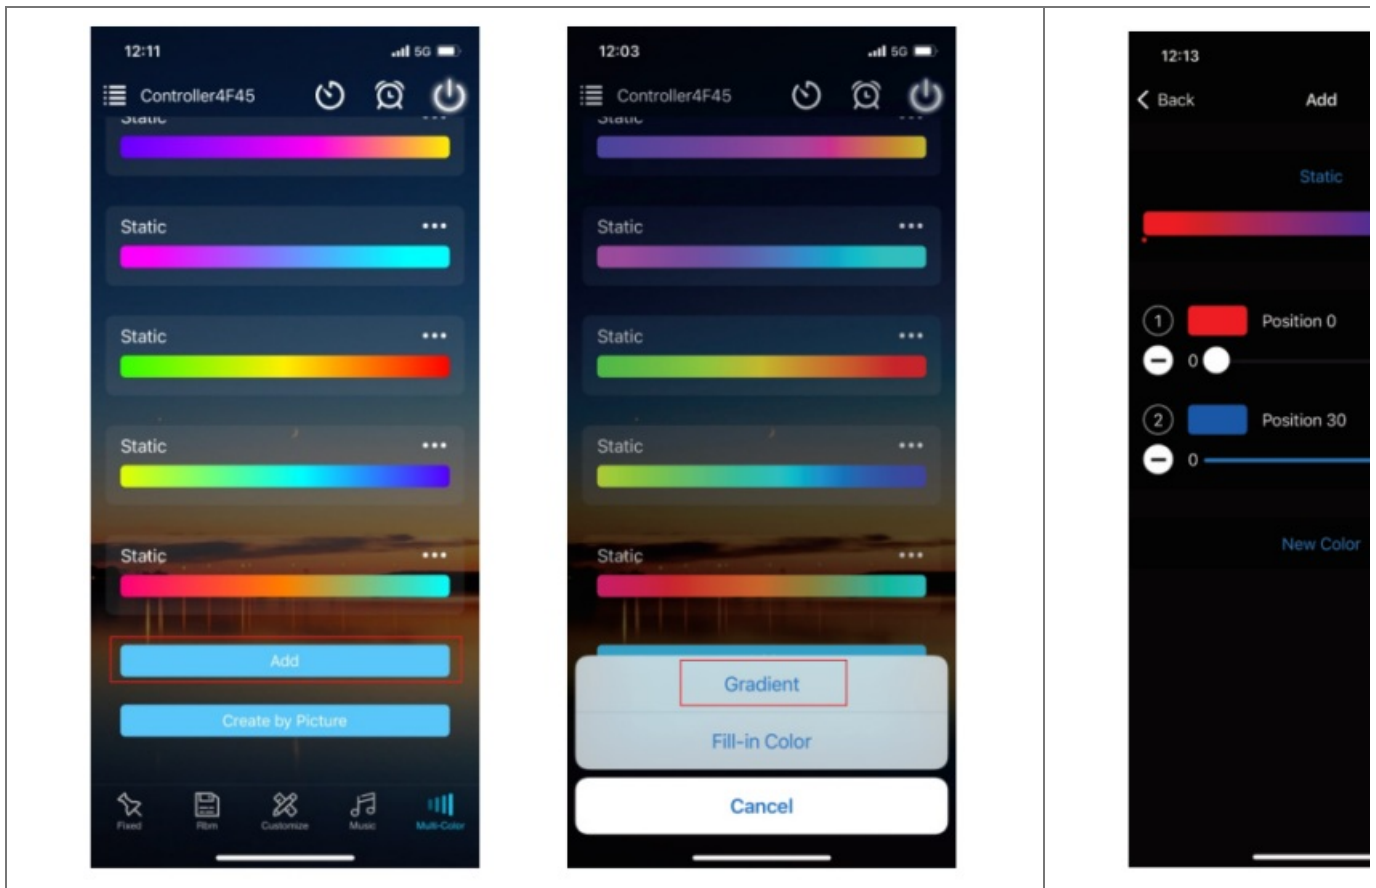 12:11
5G
Controller4F45
Static
Static
Static
Static
Static
Add
Create by Picture
Fixed
Rbm
Customize
Music
Multi-Color
12:03
5G
Controller4F45
Static
Static
Static
Static
Static
Gradient
Fill-in Color
Cancel
12:13
Back
Add
Static
1
Position 0
0
2
Position 30
0
New Color